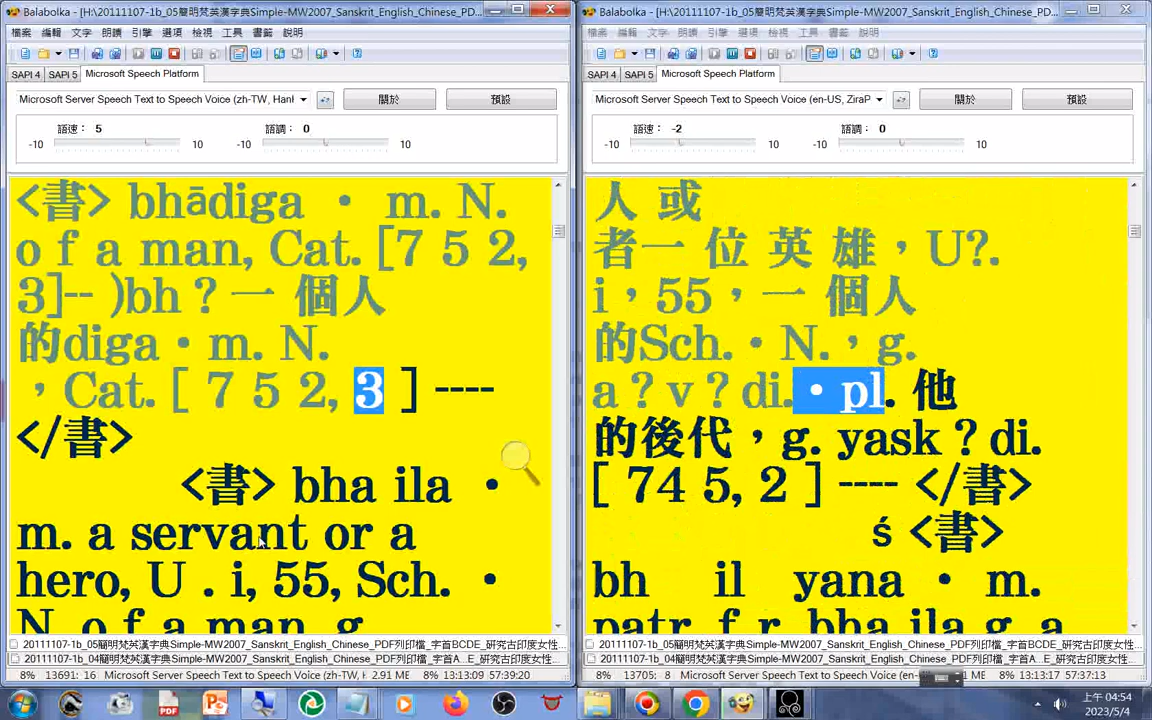 Balabolka - [H:\20111107-1b_05簡明梵英漢字典Simple-MW2007_Sanskrit_English_Chinese_PD...
檔案 編輯 文字 朗讀 引擎 選項 檢視 工具 書籤 說明
SAPI 4 SAPI 5 Microsoft Speech Platform
Microsoft Server Speech Text to Speech Voice (zh-TW, HanH
關於 預設
語速： 5 語調： 0
-10 10 -10 10
<書> bhādiga • m. N.
o f a man, Cat. [7 5 2,
3]-- )bh ? 一 個人
的diga • m. N.
，Cat. [ 7 5 2, 3 ] ----
</書>
<書> bha ila •
m. a servant or a
hero, U . i, 55, Sch. •
N. o f a man, g.
20111107-1b_05簡明梵英漢字典Simple-MW2007_Sanskrit_English_Chinese_PDF列印檔_字首BCDE_研究古印度女性...
20111107-1b_04簡明梵英漢字典Simple-MW2007_Sanskrit_English_Chinese_PDF列印檔_字首A...E_研究古印度女性...
8% 13691: 16 Microsoft Server Speech Text to Speech Voice (zh-TW, 2.91 MB 8% 13:13:09 57:39:20
Balabolka - [H:\20111107-1b_05簡明梵英漢字典Simple-MW2007_Sanskrit_English_Chinese_PD...
檔案 編輯 文字 朗讀 引擎 選項 檢視 工具 書籤 說明
SAPI 4 SAPI 5 Microsoft Speech Platform
Microsoft Server Speech Text to Speech Voice (en-US, ZiraP
關於 預設
語速： -2 語調： 0
-10 10 -10 10
人 或
者一 位 英 雄，U?.
i，55，一 個人
的Sch. • N.，g.
a ? v ? di. • pl. 他
的後代，g. yask ? di.
[ 74 5, 2 ] ---- </書>
ś <書>
bh il yana • m.
patr. f r. bha ila g. a
20111107-1b_05簡明梵英漢字典Simple-MW2007_Sanskrit_English_Chinese_PDF列印檔_字首BCDE_研究古印度女性...
20111107-1b_04簡明梵英漢字典Simple-MW2007_Sanskrit_English_Chinese_PDF列印檔_字首A...E_研究古印度女性...
8% 13705: 8 Microsoft Server Speech Text to Speech Voice MB 8% 13:13:17 57:37:13
上午 04:54
2023/5/4